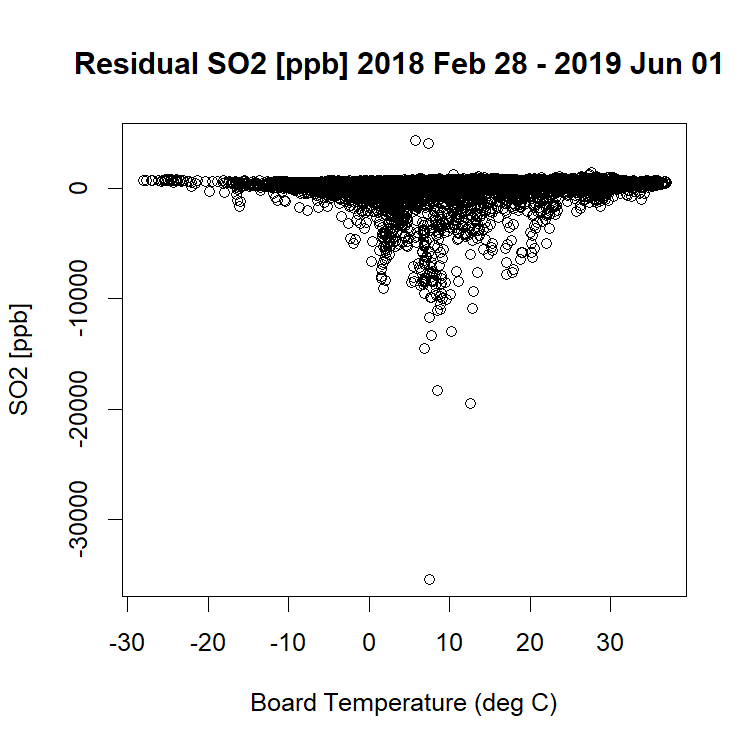 Residual SO2 [ppb] 2018 Feb 28 - 2019 Jun 01
SO2 [ppb]
0
-10000
-20000
-30000
-30 -20 -10 0 10 20 30
Board Temperature (deg C)